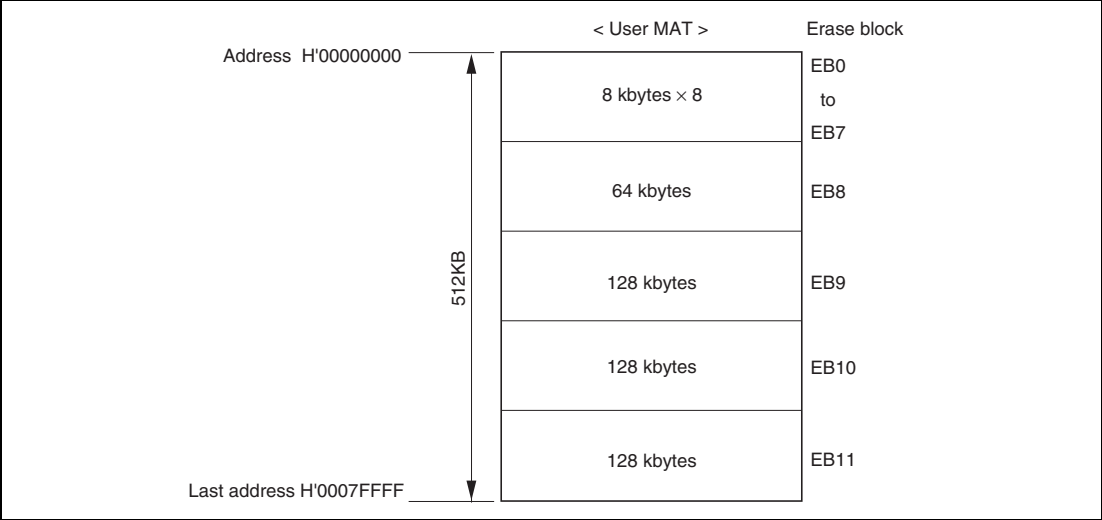 < User MAT > Erase block
Address H'00000000
EB0
8 kbytes × 8
to
EB7
64 kbytes
EB8
512KB
128 kbytes
EB9
128 kbytes
EB10
128 kbytes
EB11
Last address H'0007FFFF